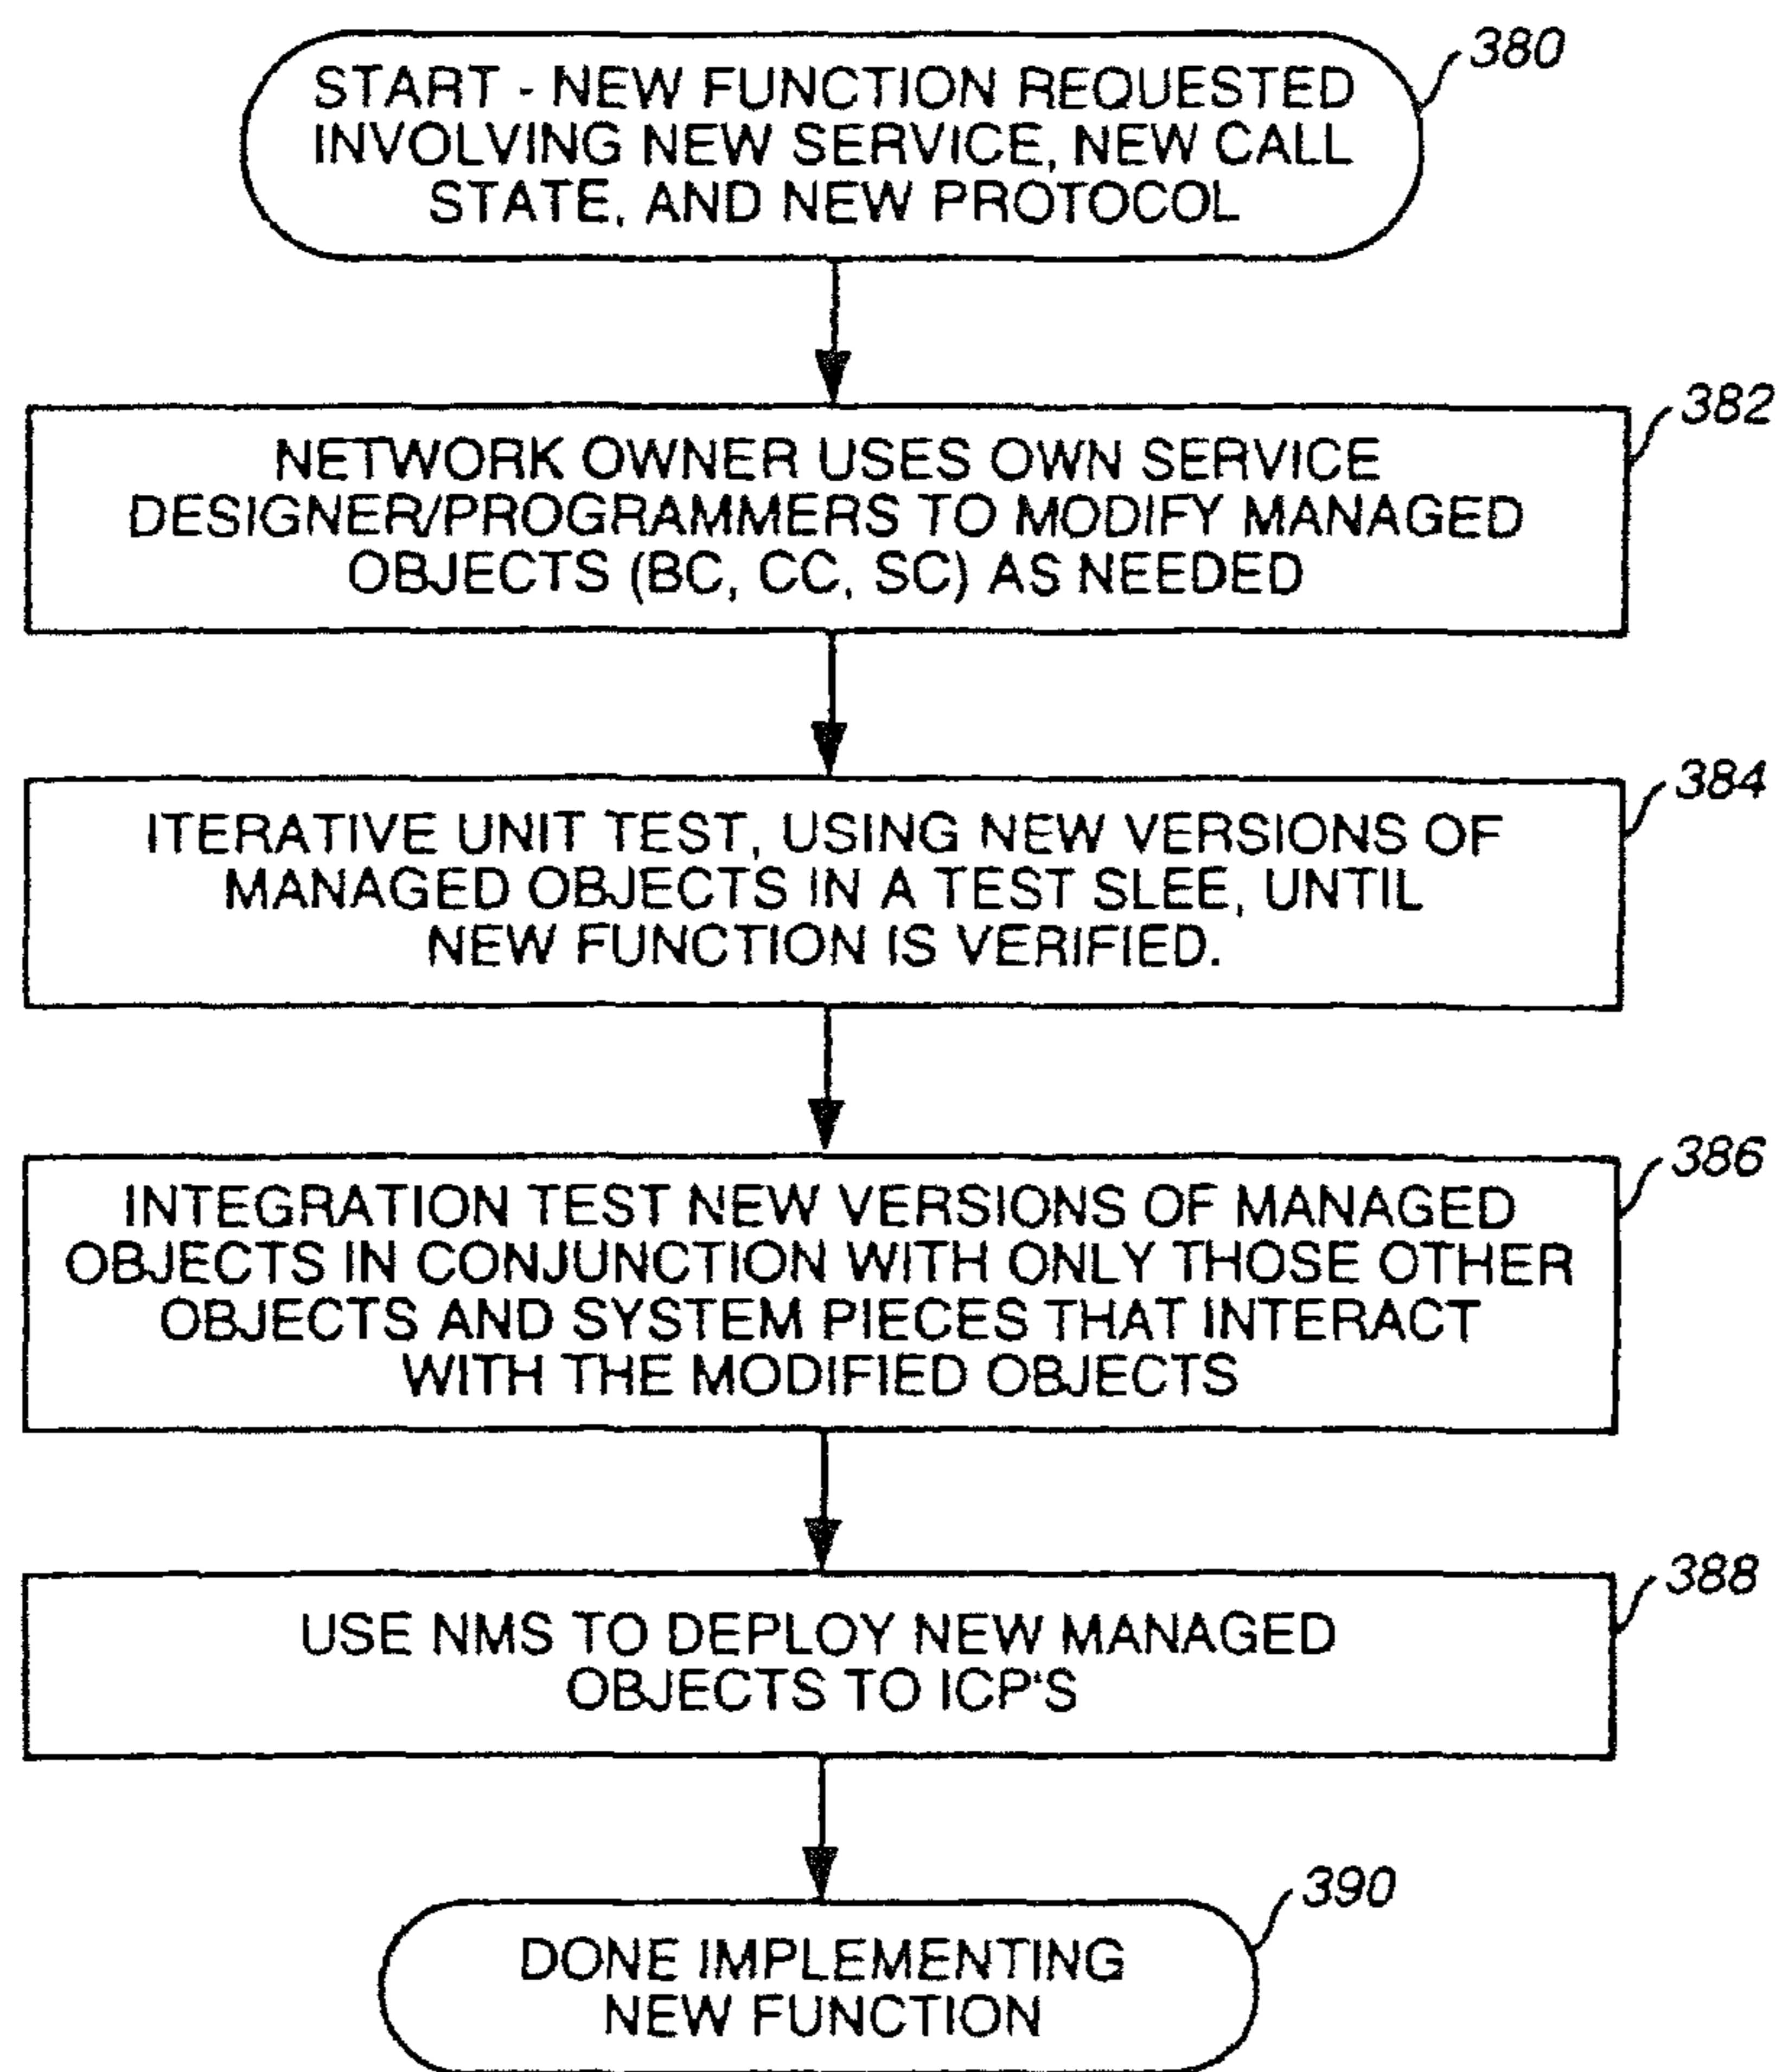 380
START - NEW FUNCTION REQUESTED
INVOLVING NEW SERVICE, NEW CALL
STATE, AND NEW PROTOCOL
382
NETWORK OWNER USES OWN SERVICE
DESIGNER/PROGRAMMERS TO MODIFY MANAGED
OBJECTS (BC, CC, SC) AS NEEDED
384
ITERATIVE UNIT TEST, USING NEW VERSIONS OF
MANAGED OBJECTS IN A TEST SLEE, UNTIL
NEW FUNCTION IS VERIFIED.
386
INTEGRATION TEST NEW VERSIONS OF MANAGED
OBJECTS IN CONJUNCTION WITH ONLY THOSE OTHER
OBJECTS AND SYSTEM PIECES THAT INTERACT
WITH THE MODIFIED OBJECTS
388
USE NMS TO DEPLOY NEW MANAGED
OBJECTS TO ICP'S
390
DONE IMPLEMENTING
NEW FUNCTION